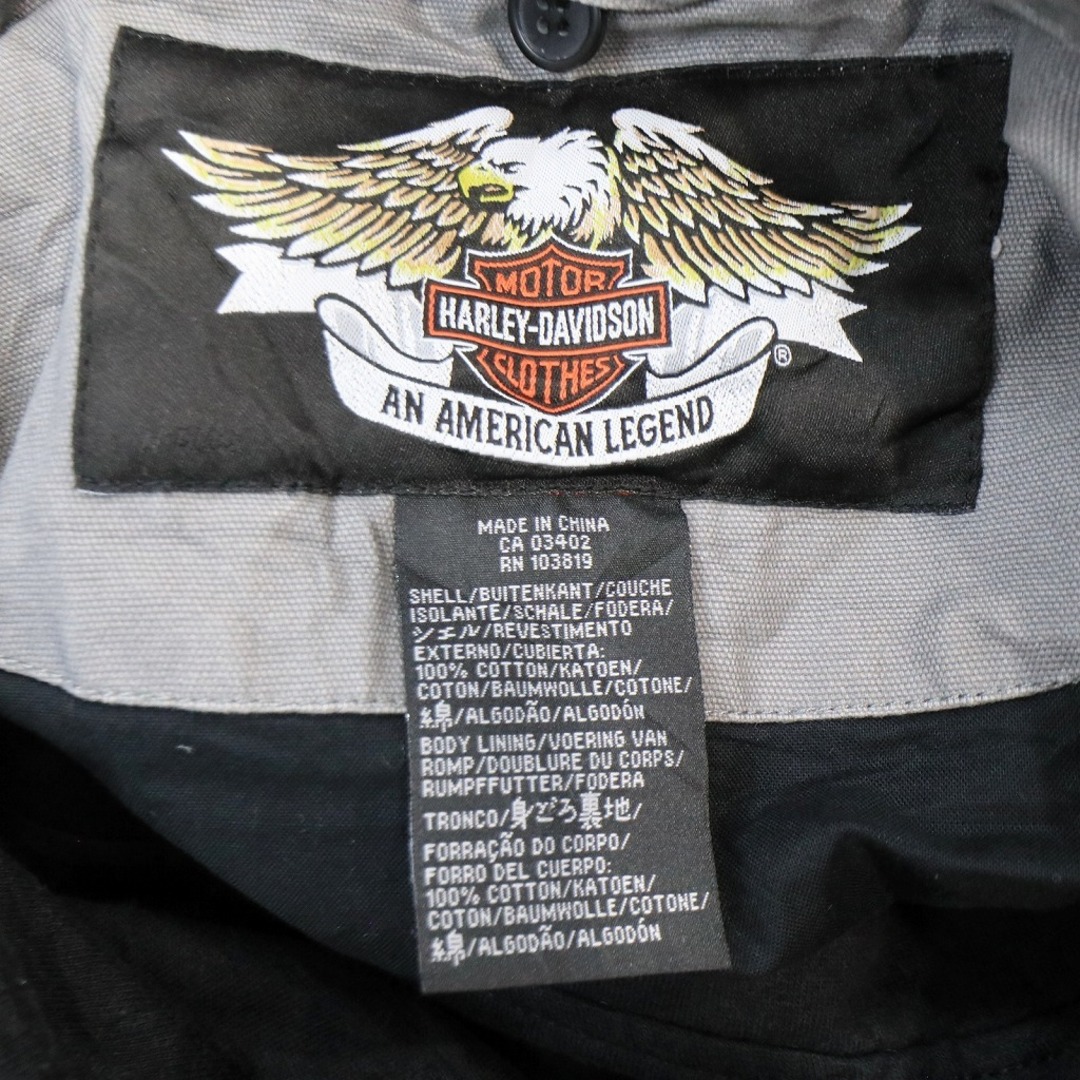 MOTOR
HARLEY-DAVIDSON
CLOTHES
®
AN AMERICAN LEGEND
MADE IN CHINA
CA 03402
RN 103819
SHELL/BUITENKANT/COUCHE
ISOLANTE/SCHALE/FODERA/
シェル/REVESTIMENTO
EXTERNO/CUBIERTA:
100% COTTON/KATOEN/
COTON/BAUMWOLLE/COTONE/
綿/ALGODÃO/ALGODÓN
BODY LINING/VOERING VAN
ROMP/DOUBLURE DU CORPS/
RUMPFFUTTER/FODERA
TRONCO/身ごろ裏地/
FORRAÇÃO DO CORPO/
FORRO DEL CUERPO:
100% COTTON/KATOEN/
COTON/BAUMWOLLE/COTONE/
綿/ALGODÃO/ALGODÓN